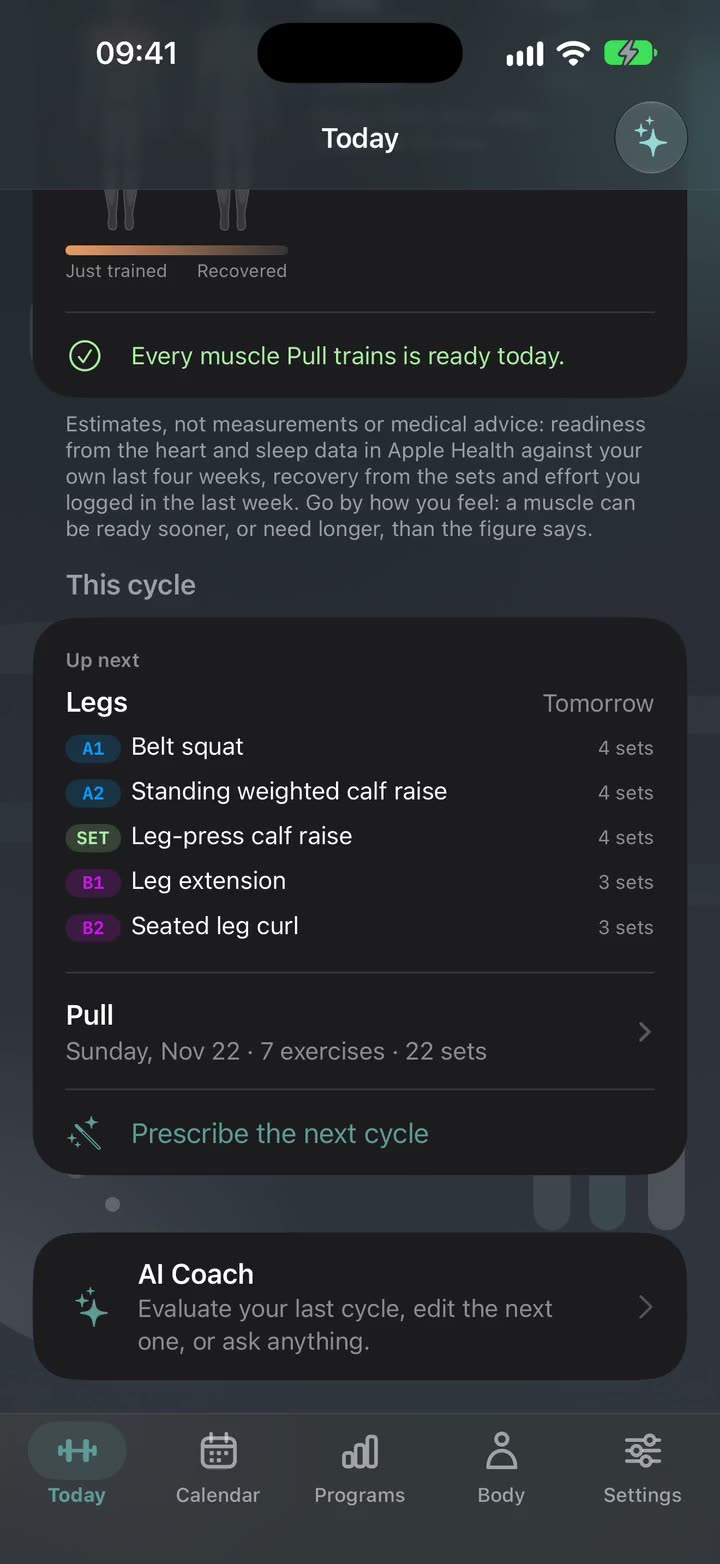 09:41
Today
Just trained Recovered
Every muscle Pull trains is ready today.
Estimates, not measurements or medical advice: readiness
from the heart and sleep data in Apple Health against your
own last four weeks, recovery from the sets and effort you
logged in the last week. Go by how you feel: a muscle can
be ready sooner, or need longer, than the figure says.
This cycle
Up next
Legs Tomorrow
A1 Belt squat 4 sets
A2 Standing weighted calf raise 4 sets
SET Leg-press calf raise 4 sets
B1 Leg extension 3 sets
B2 Seated leg curl 3 sets
Pull
Sunday, Nov 22 · 7 exercises · 22 sets
Prescribe the next cycle
AI Coach
Evaluate your last cycle, edit the next
one, or ask anything.
Today Calendar Programs Body Settings